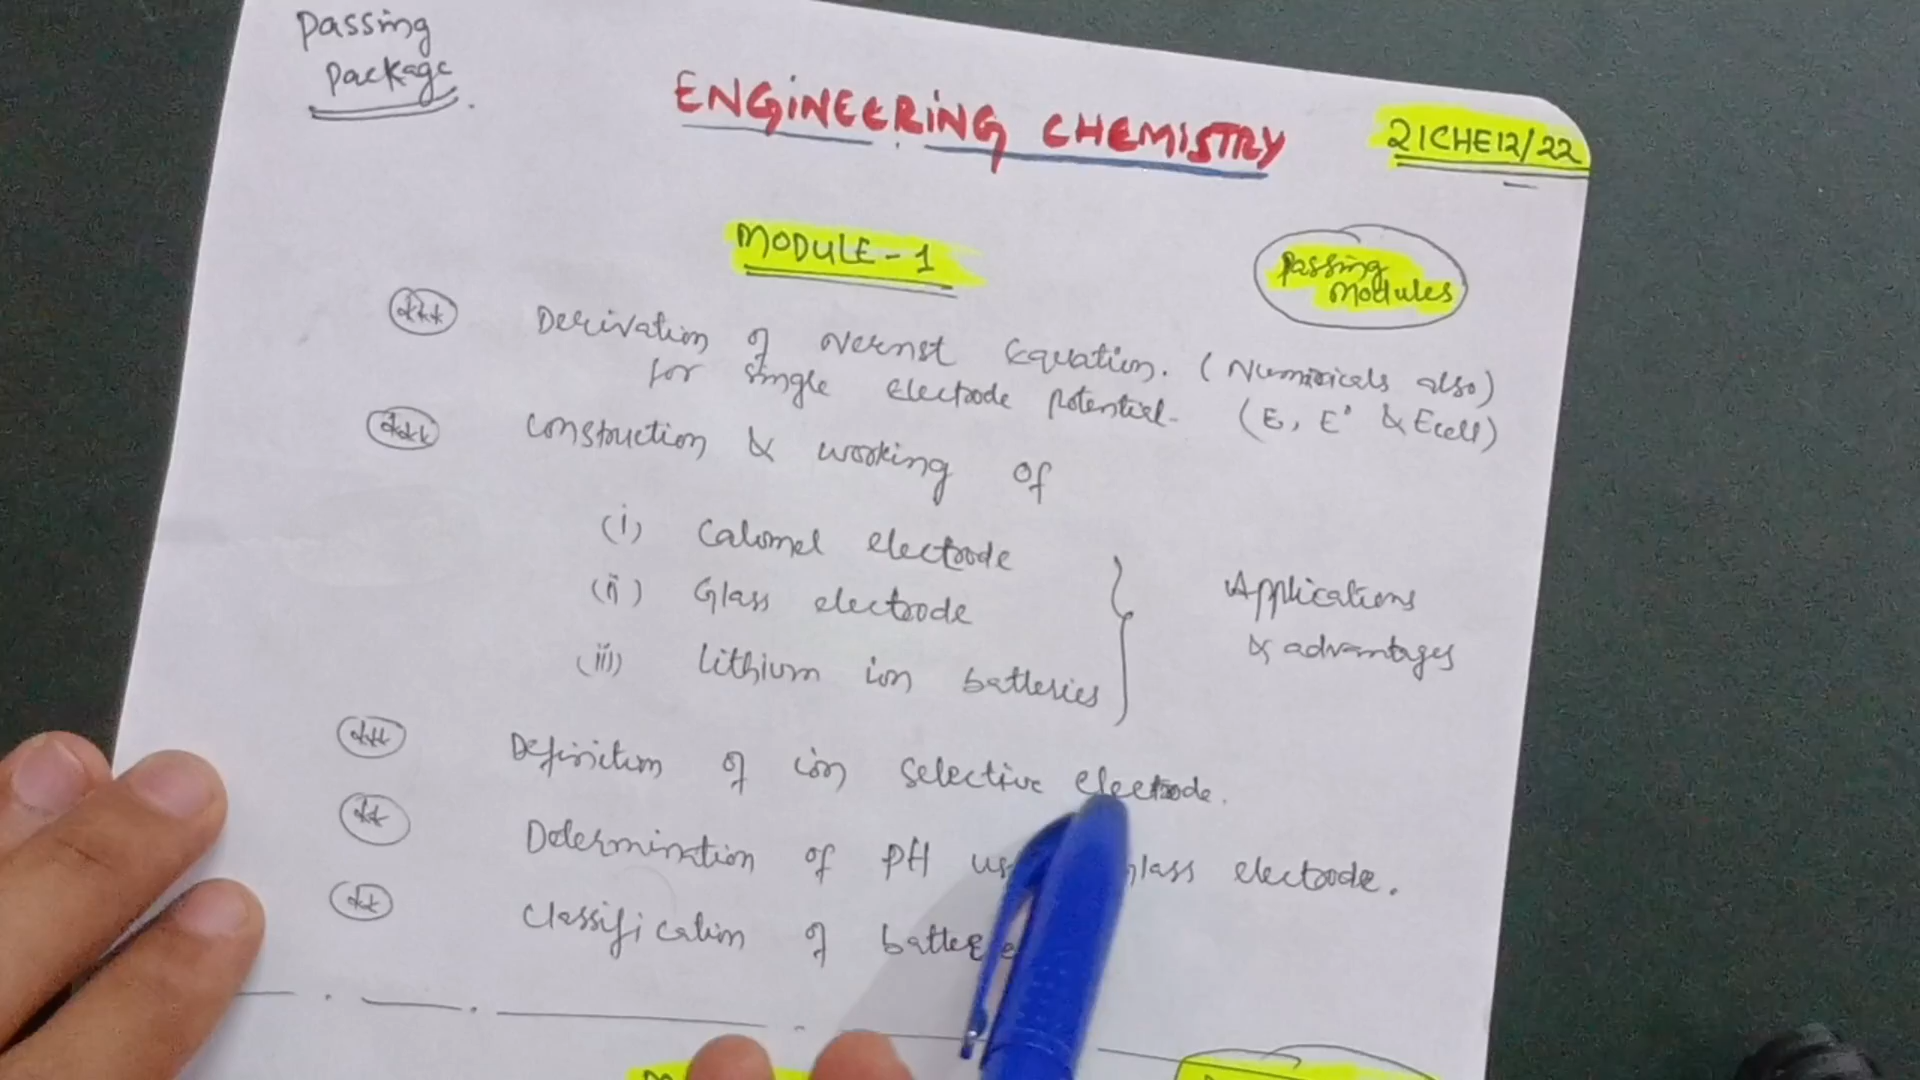 Passing
package
ENGINEERING CHEMISTRY
21CHE12/22
MODULE-1
Passing
Modules
*** Derivation of Nernst Equation. (Numericals also)
for single electrode potential. (E, E° & Ecell)
*** Construction & working of
(i) Calomel electrode
(ii) Glass electrode
(iii) Lithium ion batteries
Applications
& advantages
*** Definition of ion selective electrode.
** Determination of PH glass electrode.
** Classification of